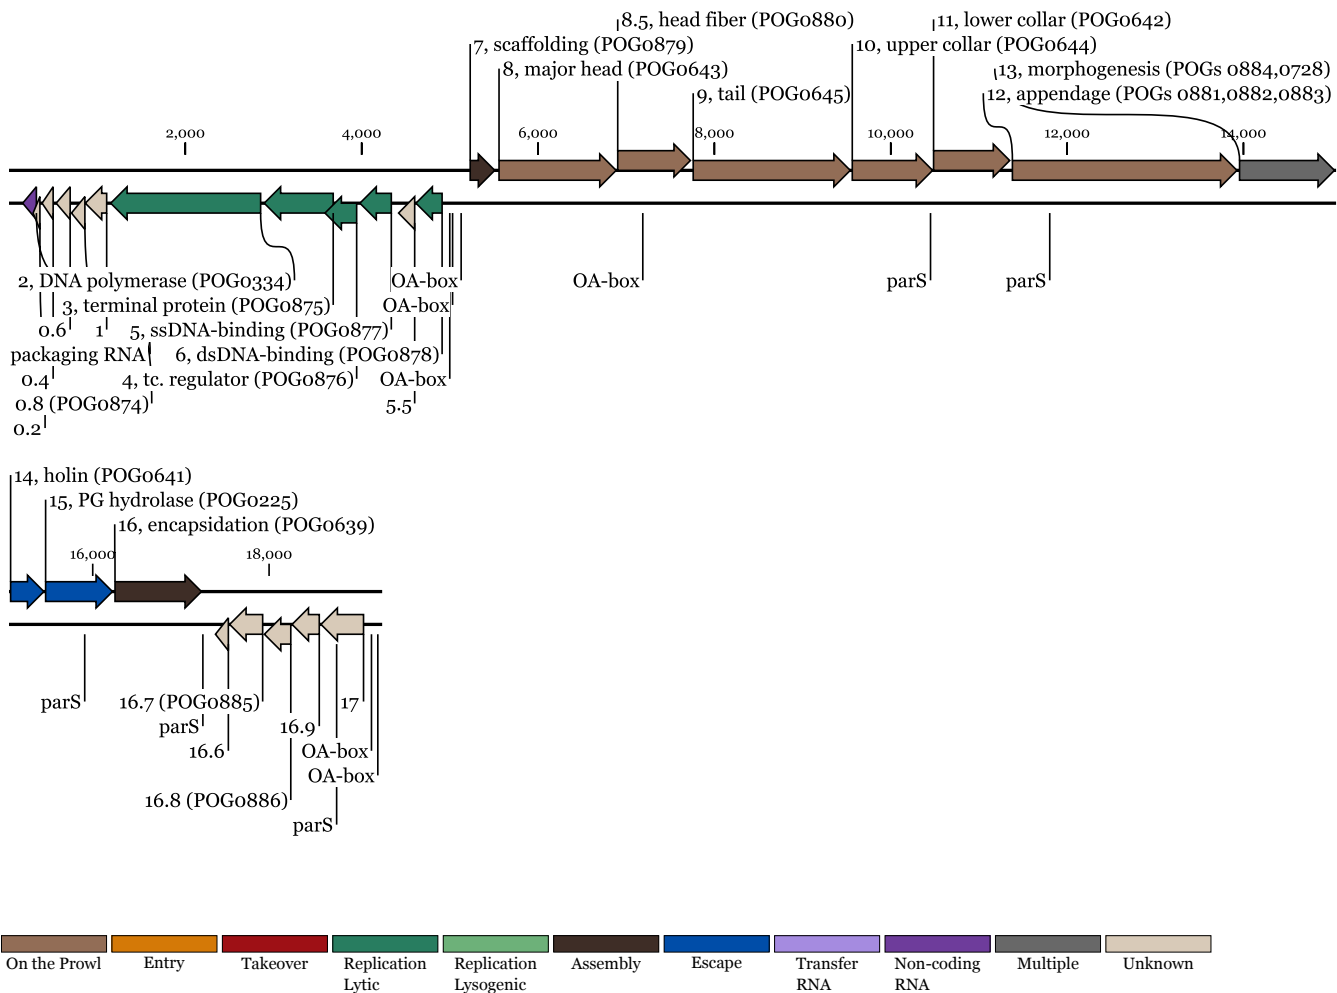 8.5, head fiber (POG0880)
11, lower collar (POG0642)
7, scaffolding (POG0879)
10, upper collar (POG0644)
8, major head (POG0643)
13, morphogenesis (POGs 0884,0728)
9, tail (POG0645)
12, appendage (POGs 0881,0882,0883)
2,000
4,000
6,000
8,000
10,000
12,000
14,000
2, DNA polymerase (POG0334)
OA-box
OA-box
parS
parS
3, terminal protein (POG0875)
OA-box
0.6
1
5, ssDNA-binding (POG0877)
packaging RNA
6, dsDNA-binding (POG0878)
0.4
4, tc. regulator (POG0876)
OA-box
0.8 (POG0874)
5.5
0.2
14, holin (POG0641)
15, PG hydrolase (POG0225)
16, encapsidation (POG0639)
16,000
18,000
parS
16.7 (POG0885)
17
parS
16.9
16.6
OA-box
OA-box
16.8 (POG0886)
parS
On the Prowl
Entry
Takeover
Replication
Lytic
Replication
Lysogenic
Assembly
Escape
Transfer
RNA
Non-coding
RNA
Multiple
Unknown